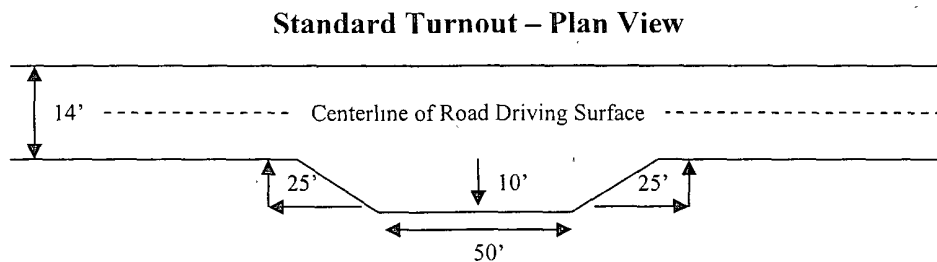 Standard Turnout – Plan View
14'
Centerline of Road Driving Surface
25'
10'
25'
50'